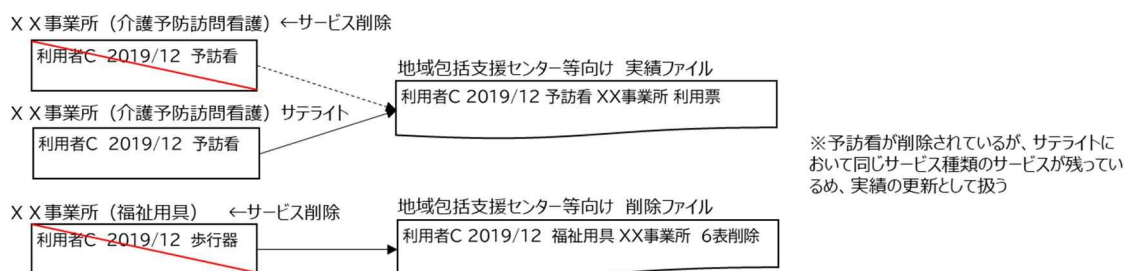 ＸＸ事業所（介護予防訪問看護）←サービス削除
利用者C 2019/12 予訪看
地域包括支援センター等向け 実績ファイル
利用者C 2019/12 予訪看 XX事業所 利用票
ＸＸ事業所（介護予防訪問看護）サテライト
利用者C 2019/12 予訪看
※予訪看が削除されているが、サテライトに
おいて同じサービス種類のサービスが残ってい
るめ、実績の更新として扱う
ＸＸ事業所（福祉用具） ←サービス削除
利用者C 2019/12 歩行器
地域包括支援センター等向け 削除ファイル
利用者C 2019/12 福祉用具 XX事業所 6表削除